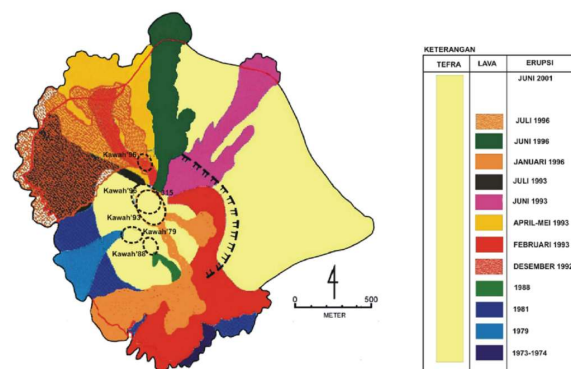 Kawah'96
Kawah'95
315
Kawah'93
Kawah'79
Kawah'88
0 500
METER
KETERANGAN
TEFRA LAVA ERUPSI
JUNI 2001
JULI 1996
JUNI 1996
JANUARI 1996
JULI 1993
JUNI 1993
APRIL-MEI 1993
FEBRUARI 1993
DESEMBER 1992
1988
1981
1979
1973-1974